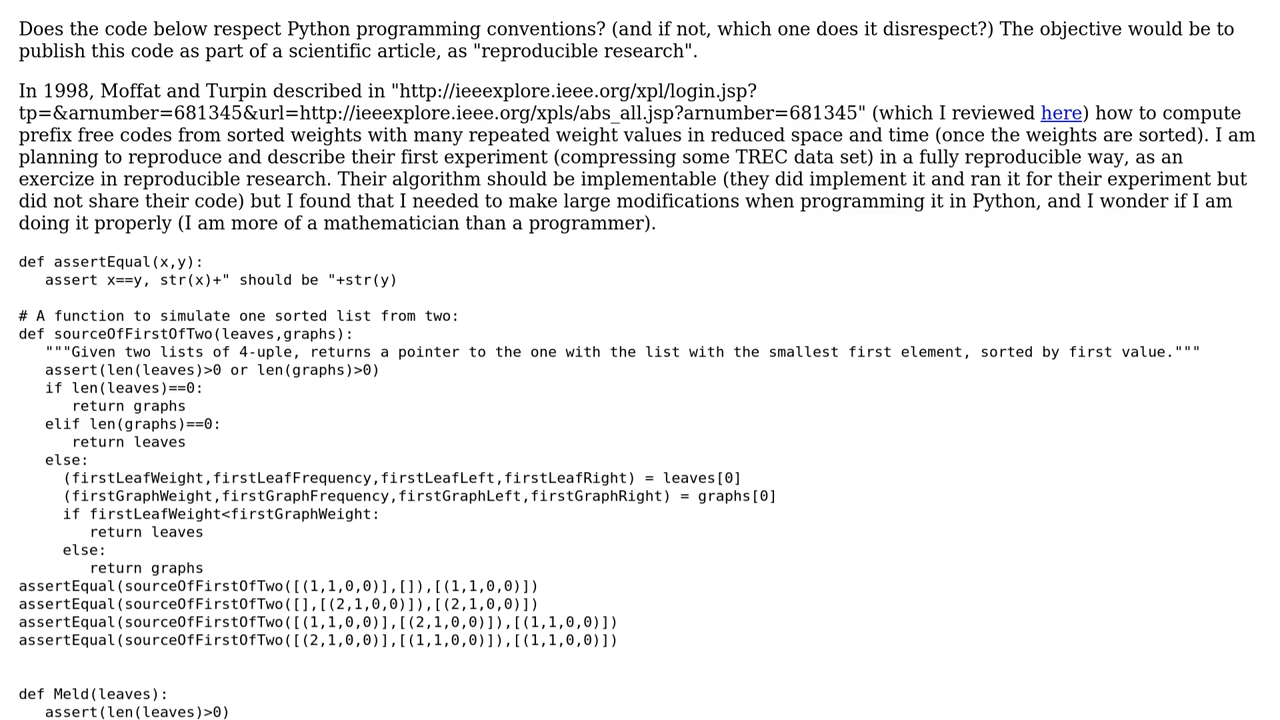 Does the code below respect Python programming conventions? (and if not, which one does it disrespect?) The objective would be to
publish this code as part of a scientific article, as "reproducible research".
In 1998, Moffat and Turpin described in "http://ieeexplore.ieee.org/xpl/login.jsp?
tp=&arnumber=681345&url=http://ieeexplore.ieee.org/xpls/abs_all.jsp?arnumber=681345" (which I reviewed here) how to compute
prefix free codes from sorted weights with many repeated weight values in reduced space and time (once the weights are sorted). I am
planning to reproduce and describe their first experiment (compressing some TREC data set) in a fully reproducible way, as an
exercize in reproducible research. Their algorithm should be implementable (they did implement it and ran it for their experiment but
did not share their code) but I found that I needed to make large modifications when programming it in Python, and I wonder if I am
doing it properly (I am more of a mathematician than a programmer).
def assertEqual(x,y):
   assert x==y, str(x)+" should be "+str(y)
# A function to simulate one sorted list from two:
def sourceOfFirstOfTwo(leaves,graphs):
   """Given two lists of 4-uple, returns a pointer to the one with the list with the smallest first element, sorted by first value."""
   assert(len(leaves)>0 or len(graphs)>0)
   if len(leaves)==0:
      return graphs
   elif len(graphs)==0:
      return leaves
   else:
     (firstLeafWeight,firstLeafFrequency,firstLeafLeft,firstLeafRight) = leaves[0]
     (firstGraphWeight,firstGraphFrequency,firstGraphLeft,firstGraphRight) = graphs[0]
     if firstLeafWeight<firstGraphWeight:
        return leaves
     else:
        return graphs
assertEqual(sourceOfFirstOfTwo([(1,1,0,0)],[]),[(1,1,0,0)])
assertEqual(sourceOfFirstOfTwo([],[(2,1,0,0)]),[(2,1,0,0)])
assertEqual(sourceOfFirstOfTwo([(1,1,0,0)],[(2,1,0,0)]),[(1,1,0,0)])
assertEqual(sourceOfFirstOfTwo([(2,1,0,0)],[(1,1,0,0)]),[(1,1,0,0)])
def Meld(leaves):
   assert(len(leaves)>0)